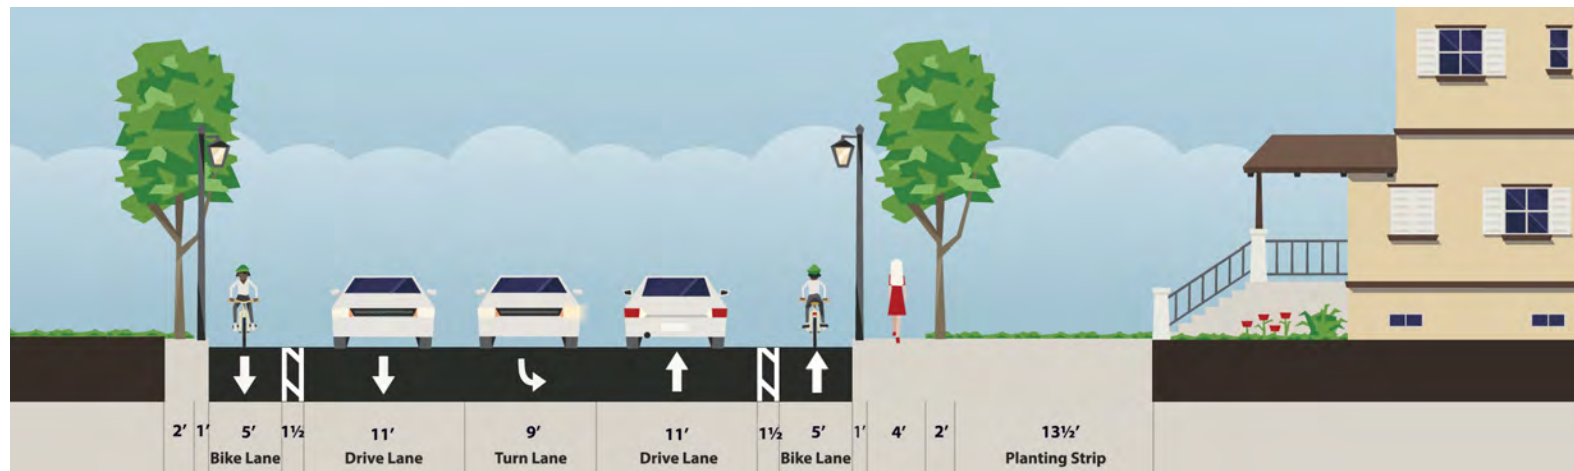 2’ 1’ 5’ 1½ 11’ 9’ 11’ 1½ 5’ 1’ 4’ 2’ 13½’
Bike Lane Drive Lane Turn Lane Drive Lane Bike Lane Planting Strip